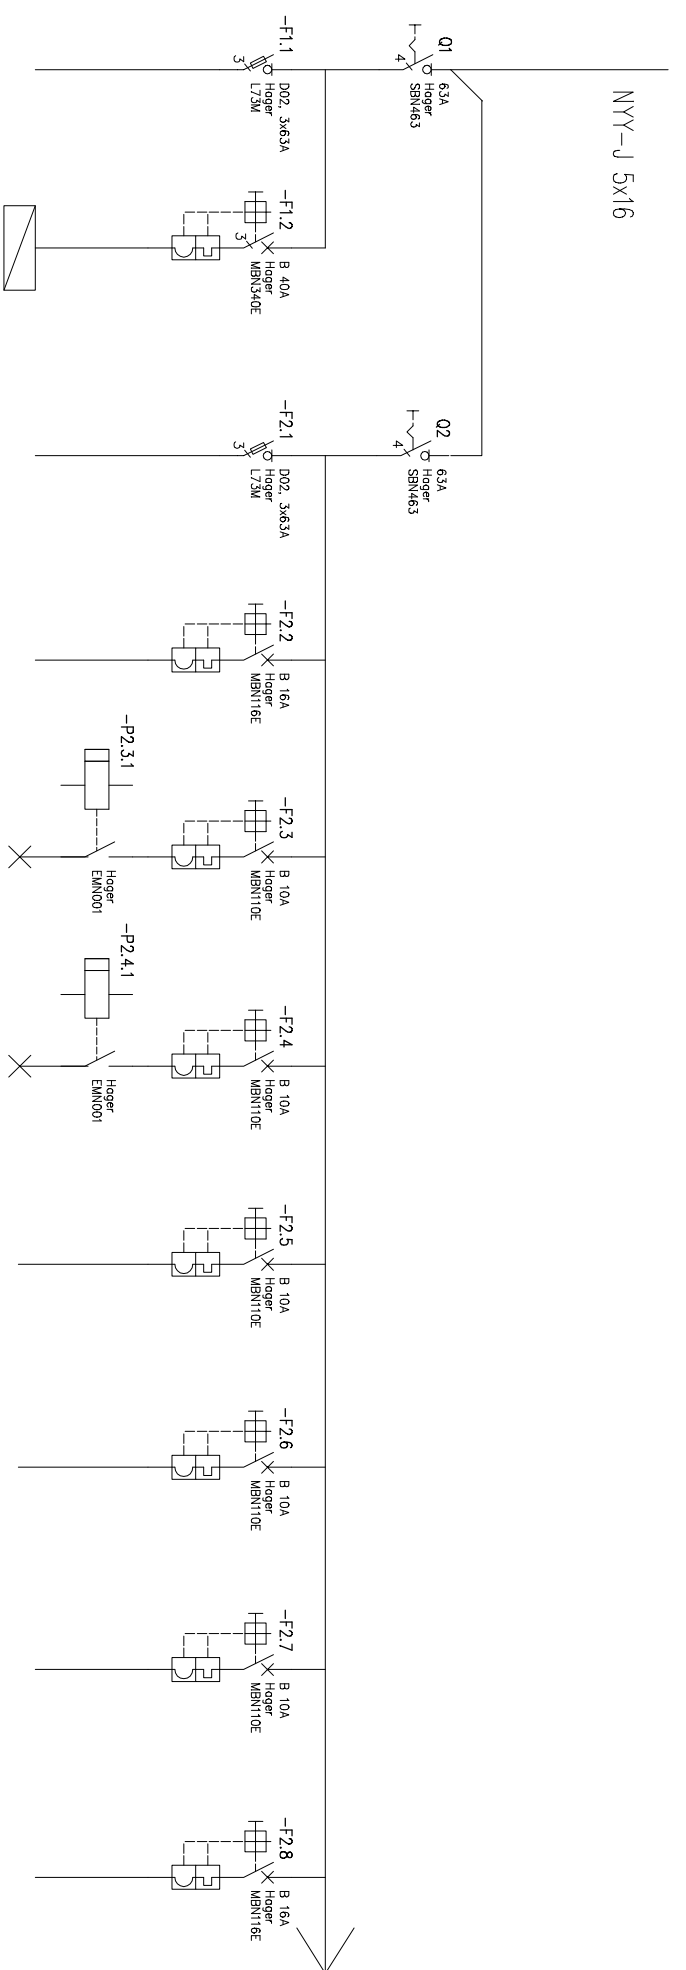 NYY-J 5x16
Q1
4
63A
Hager
SBN463
Q2
4
63A
Hager
SBN463
-F1.1
3
D02, 3x63A
Hager
L73M
-F1.2
3
B 40A
Hager
MBN340E
-F2.1
3
D02, 3x63A
Hager
L73M
-F2.2
B 16A
Hager
MBN116E
-F2.3
B 10A
Hager
MBN110E
-P2.3.1
Hager
EMN001
-F2.4
B 10A
Hager
MBN110E
-P2.4.1
Hager
EMN001
-F2.5
B 10A
Hager
MBN110E
-F2.6
B 10A
Hager
MBN110E
-F2.7
B 10A
Hager
MBN110E
-F2.8
B 16A
Hager
MBN116E